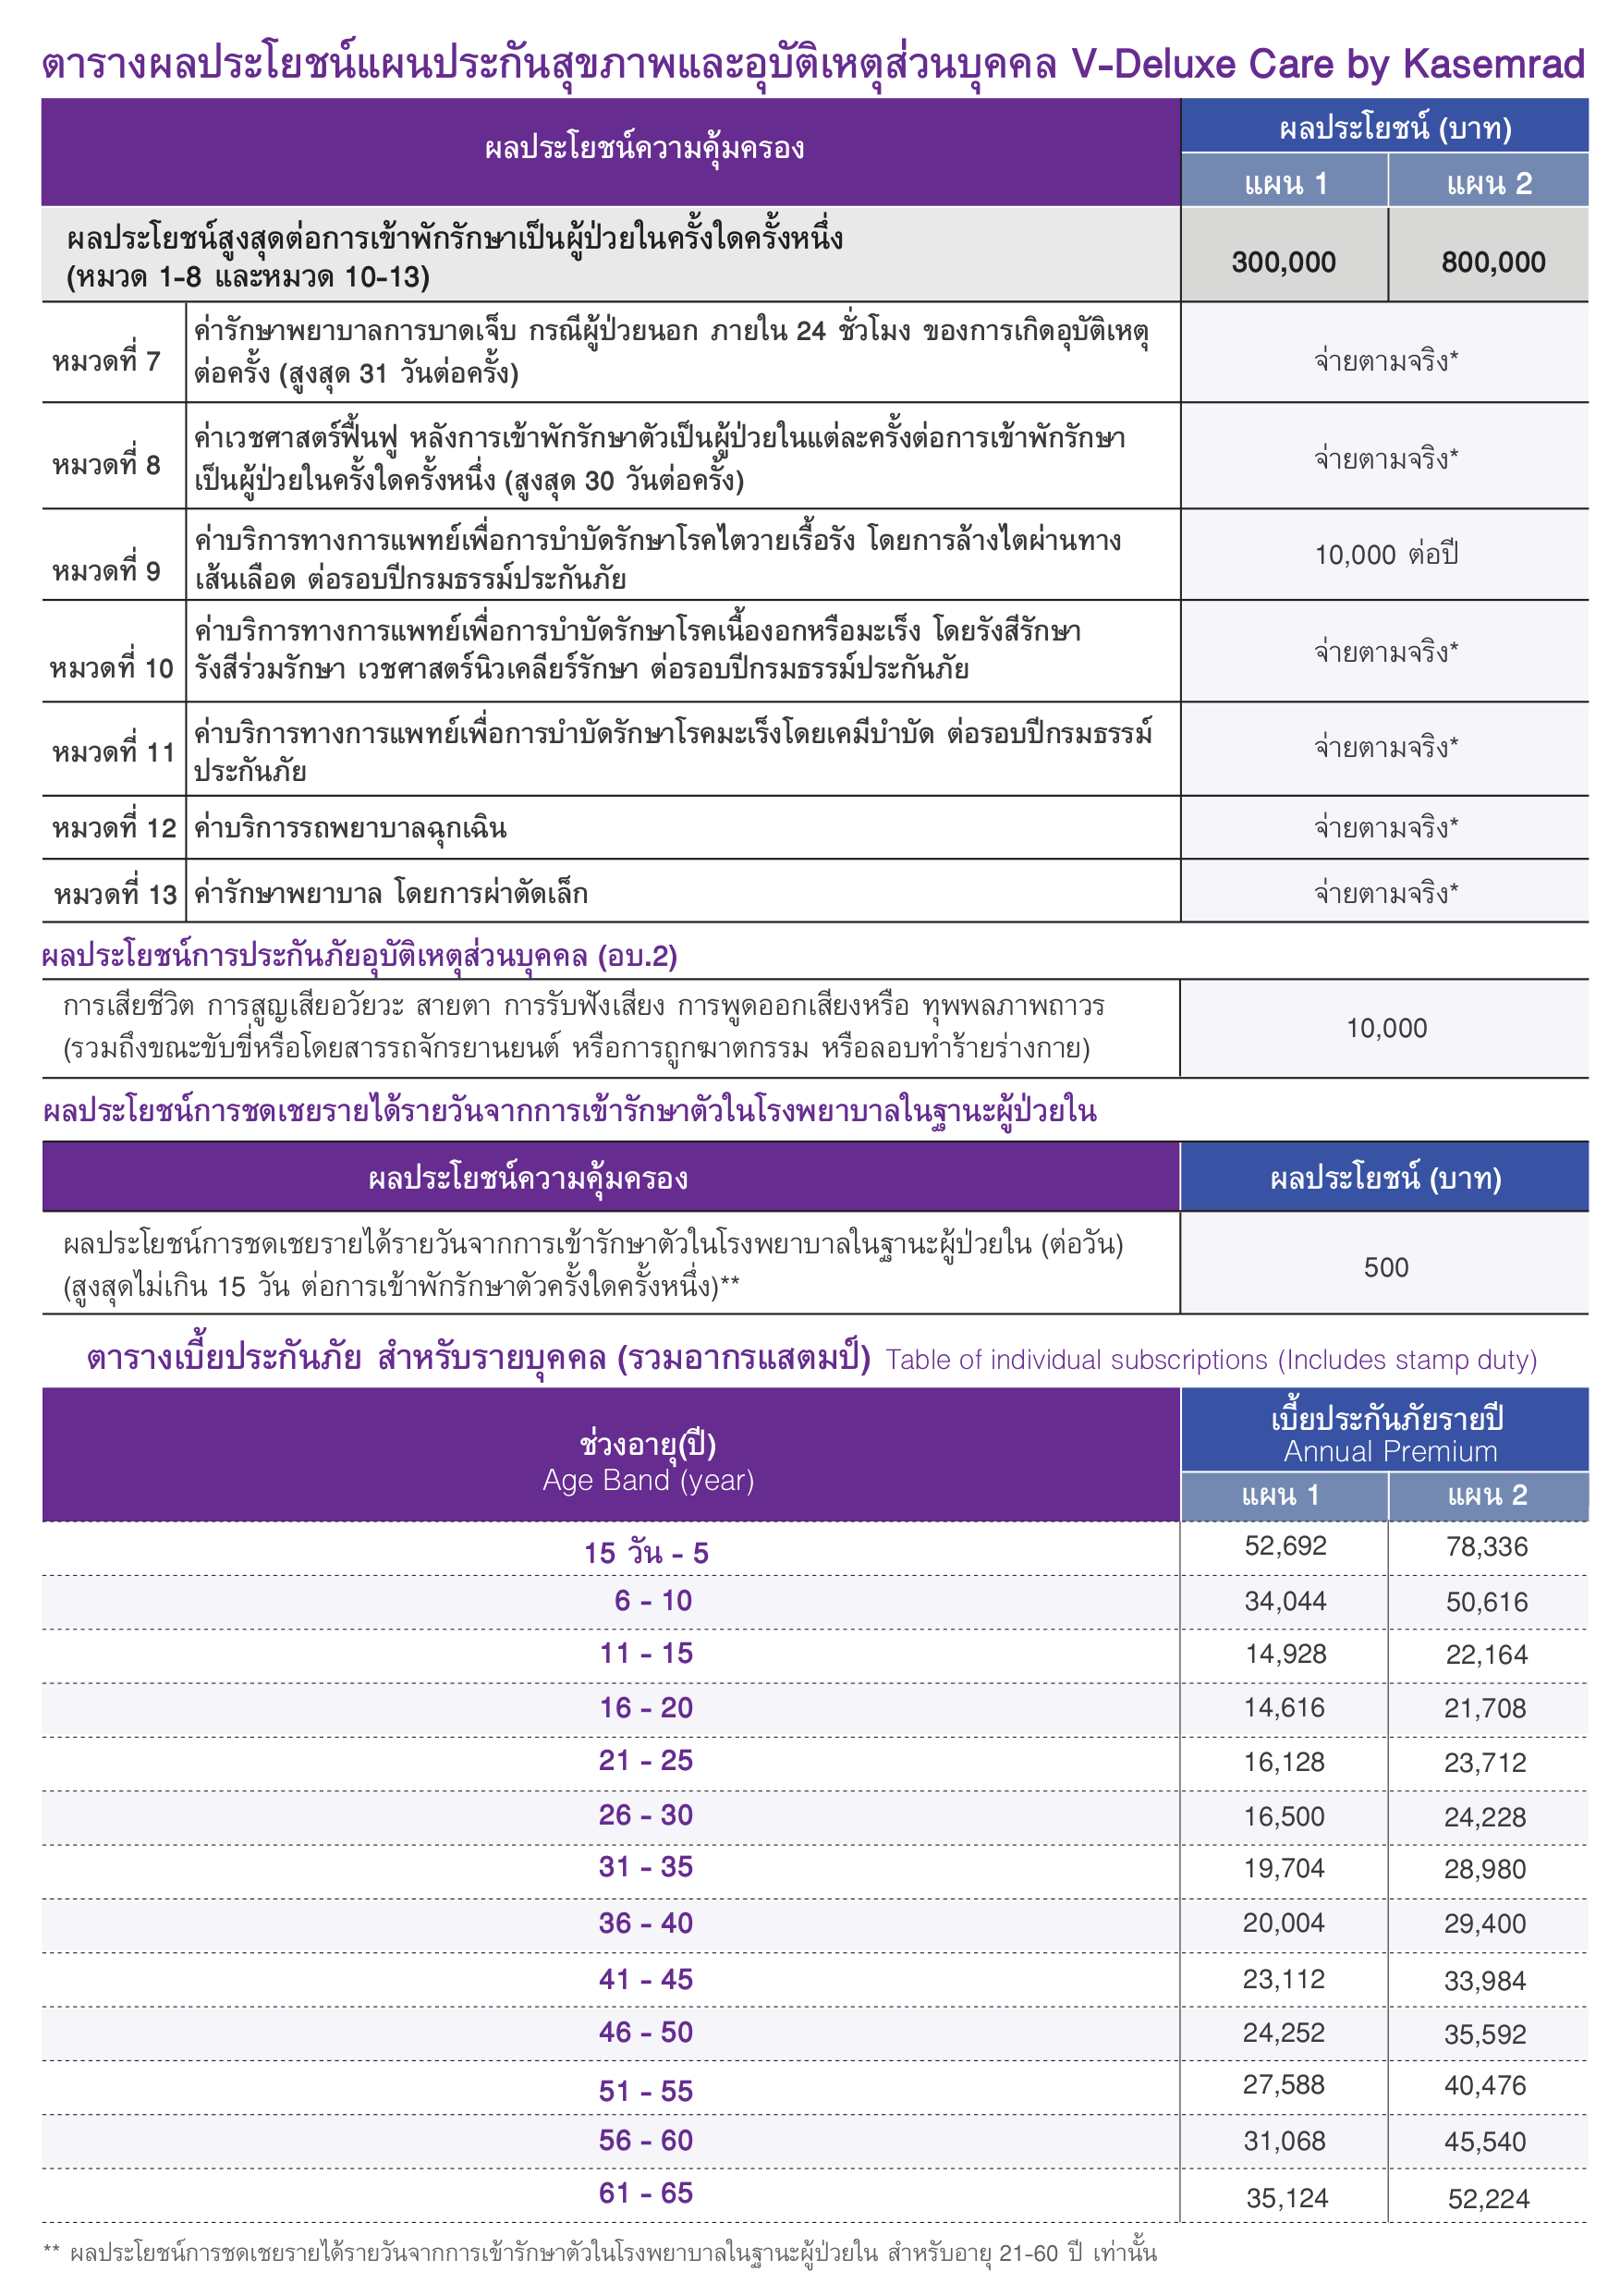 ตารางผลประโยชน์แผนประกันสุขภาพและอุบัติเหตุส่วนบุคคล V-Deluxe Care by Kasemrad
ผลประโยชน์ความคุ้มครอง
ผลประโยชน์ (บาท)
แผน 1 แผน 2
ผลประโยชน์สูงสุดต่อการเข้าพักรักษาเป็นผู้ป่วยในครั้งใดครั้งหนึ่ง
(หมวด 1-8 และหมวด 10-13)
300,000 800,000
หมวดที่ 7
ค่ารักษาพยาบาลการบาดเจ็บ กรณีผู้ป่วยนอก ภายใน 24 ชั่วโมง ของการเกิดอุบัติเหตุ
ต่อครั้ง (สูงสุด 31 วันต่อครั้ง)
จ่ายตามจริง*
หมวดที่ 8
ค่าเวชศาสตร์ฟื้นฟู หลังการเข้าพักรักษาตัวเป็นผู้ป่วยในแต่ละครั้งต่อการเข้าพักรักษา
เป็นผู้ป่วยในครั้งใดครั้งหนึ่ง (สูงสุด 30 วันต่อครั้ง)
จ่ายตามจริง*
หมวดที่ 9
ค่าบริการทางการแพทย์เพื่อการบำบัดรักษาโรคไตวายเรื้อรัง โดยการล้างไตผ่านทาง
เส้นเลือด ต่อรอบปีกรมธรรม์ประกันภัย
10,000 ต่อปี
หมวดที่ 10
ค่าบริการทางการแพทย์เพื่อการบำบัดรักษาโรคเนื้องอกหรือมะเร็ง โดยรังสีรักษา
รังสีร่วมรักษา เวชศาสตร์นิวเคลียร์รักษา ต่อรอบปีกรมธรรม์ประกันภัย
จ่ายตามจริง*
หมวดที่ 11
ค่าบริการทางการแพทย์เพื่อการบำบัดรักษาโรคมะเร็งโดยเคมีบำบัด ต่อรอบปีกรมธรรม์
ประกันภัย
จ่ายตามจริง*
หมวดที่ 12 ค่าบริการรถพยาบาลฉุกเฉิน จ่ายตามจริง*
หมวดที่ 13 ค่ารักษาพยาบาล โดยการผ่าตัดเล็ก จ่ายตามจริง*
ผลประโยชน์การประกันภัยอุบัติเหตุส่วนบุคคล (อบ.2)
การเสียชีวิต การสูญเสียอวัยวะ สายตา การรับฟังเสียง การพูดออกเสียงหรือ ทุพพลภาพถาวร
(รวมถึงขณะขับขี่หรือโดยสารรถจักรยานยนต์ หรือการถูกฆาตกรรม หรือลอบทำร้ายร่างกาย)
10,000
ผลประโยชน์การชดเชยรายได้รายวันจากการเข้ารักษาตัวในโรงพยาบาลในฐานะผู้ป่วยใน
ผลประโยชน์ความคุ้มครอง ผลประโยชน์ (บาท)
ผลประโยชน์การชดเชยรายได้รายวันจากการเข้ารักษาตัวในโรงพยาบาลในฐานะผู้ป่วยใน (ต่อวัน)
(สูงสุดไม่เกิน 15 วัน ต่อการเข้าพักรักษาตัวครั้งใดครั้งหนึ่ง)**
500
ตารางเบี้ยประกันภัย สำหรับรายบุคคล (รวมอากรแสตมป์) Table of individual subscriptions (Includes stamp duty)
ช่วงอายุ(ปี)
Age Band (year)
เบี้ยประกันภัยรายปี
Annual Premium
แผน 1 แผน 2
15 วัน - 5 52,692 78,336
6 - 10 34,044 50,616
11 - 15 14,928 22,164
16 - 20 14,616 21,708
21 - 25 16,128 23,712
26 - 30 16,500 24,228
31 - 35 19,704 28,980
36 - 40 20,004 29,400
41 - 45 23,112 33,984
46 - 50 24,252 35,592
51 - 55 27,588 40,476
56 - 60 31,068 45,540
61 - 65 35,124 52,224
** ผลประโยชน์การชดเชยรายได้รายวันจากการเข้ารักษาตัวในโรงพยาบาลในฐานะผู้ป่วยใน สำหรับอายุ 21-60 ปี เท่านั้น